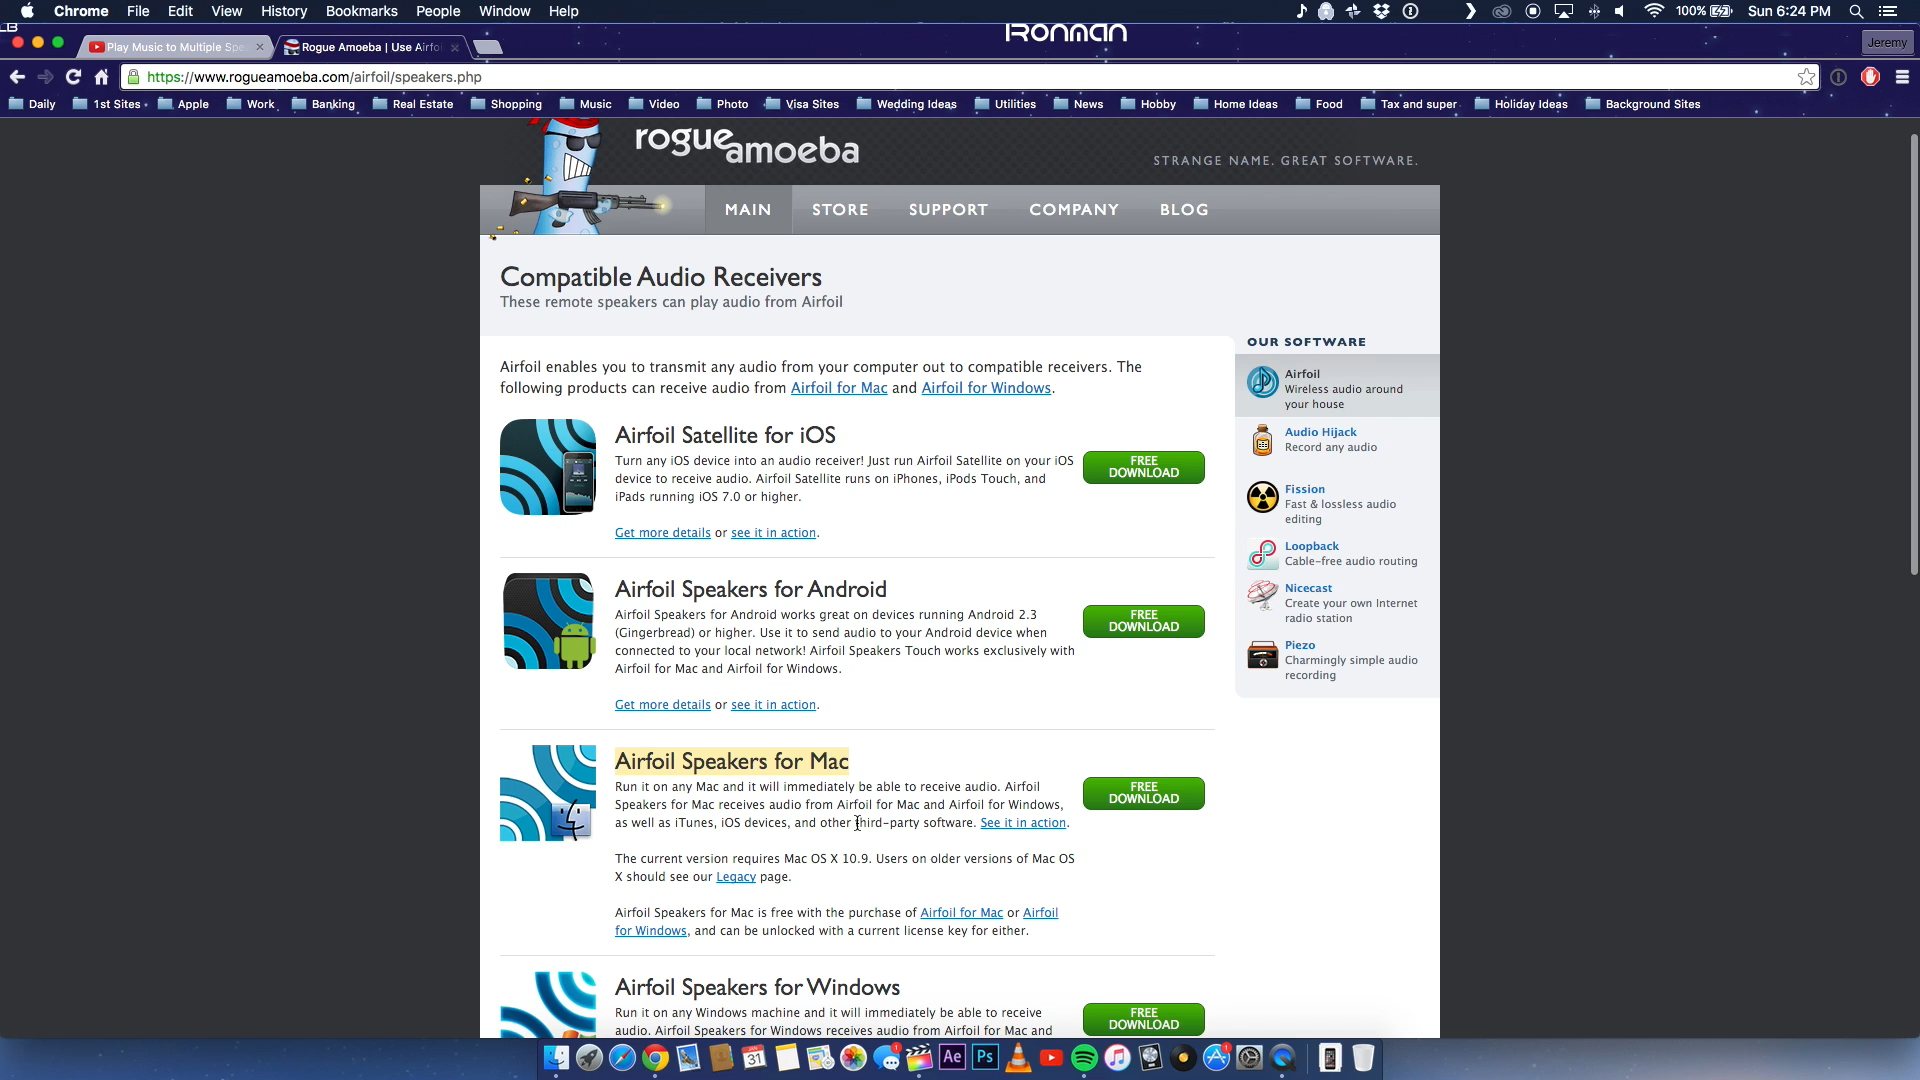 Chrome File Edit View History Bookmarks People Window Help 100% Sun 6:24 PM
IRONMAN
Play Music to Multiple Spe
Rogue Amoeba | Use Airfo
Jeremy
https://www.rogueamoeba.com/airfoil/speakers.php
Daily 1st Sites Apple Work Banking Real Estate Shopping Music Video Photo Visa Sites Wedding Ideas Utilities News Hobby Home Ideas Food Tax and super Holiday Ideas Background Sites
rogue amoeba
STRANGE NAME. GREAT SOFTWARE.
MAIN STORE SUPPORT COMPANY BLOG
Compatible Audio Receivers
These remote speakers can play audio from Airfoil
Airfoil enables you to transmit any audio from your computer out to compatible receivers. The
following products can receive audio from Airfoil for Mac and Airfoil for Windows.
Airfoil Satellite for iOS
Turn any iOS device into an audio receiver! Just run Airfoil Satellite on your iOS
device to receive audio. Airfoil Satellite runs on iPhones, iPods Touch, and
iPads running iOS 7.0 or higher.
Get more details or see it in action.
FREE
DOWNLOAD
Airfoil Speakers for Android
Airfoil Speakers for Android works great on devices running Android 2.3
(Gingerbread) or higher. Use it to send audio to your Android device when
connected to your local network! Airfoil Speakers Touch works exclusively with
Airfoil for Mac and Airfoil for Windows.
Get more details or see it in action.
FREE
DOWNLOAD
Airfoil Speakers for Mac
Run it on any Mac and it will immediately be able to receive audio. Airfoil
Speakers for Mac receives audio from Airfoil for Mac and Airfoil for Windows,
as well as iTunes, iOS devices, and other third-party software. See it in action.
The current version requires Mac OS X 10.9. Users on older versions of Mac OS
X should see our Legacy page.
Airfoil Speakers for Mac is free with the purchase of Airfoil for Mac or Airfoil
for Windows, and can be unlocked with a current license key for either.
FREE
DOWNLOAD
Airfoil Speakers for Windows
Run it on any Windows machine and it will immediately be able to receive
audio. Airfoil Speakers for Windows receives audio from Airfoil for Mac and
FREE
DOWNLOAD
OUR SOFTWARE
Airfoil
Wireless audio around
your house
Audio Hijack
Record any audio
Fission
Fast & lossless audio
editing
Loopback
Cable-free audio routing
Nicecast
Create your own Internet
radio station
Piezo
Charmingly simple audio
recording
31
1
Ae
Ps
1